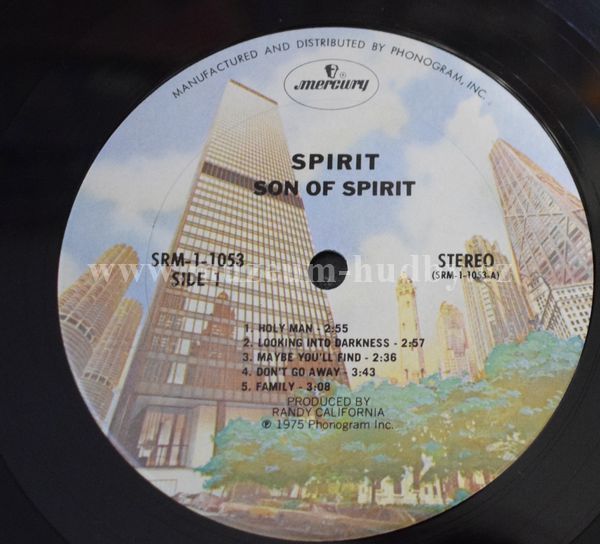 MANUFACTURED AND DISTRIBUTED BY PHONOGRAM, INC.
mercury
SPIRIT
SON OF SPIRIT
SRM-1-1053
SIDE 1
STEREO
(SRM-1-1053-A)
1. HOLY MAN - 2:55
2. LOOKING INTO DARKNESS - 2:57
3. MAYBE YOU'LL FIND - 2:36
4. DON'T GO AWAY - 3:43
5. FAMILY - 3:08
PRODUCED BY
RANDY CALIFORNIA
℗ 1975 Phonogram Inc.